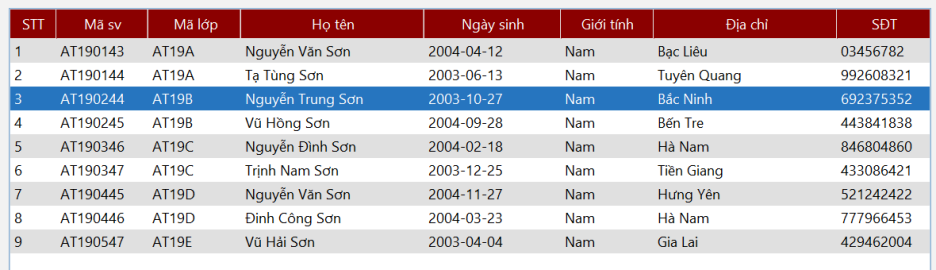 STT Mã sv Mã lớp Họ tên Ngày sinh Giới tính Địa chỉ SĐT
1 AT190143 AT19A Nguyễn Văn Sơn 2004-04-12 Nam Bạc Liêu 03456782
2 AT190144 AT19A Tạ Tùng Sơn 2003-06-13 Nam Tuyên Quang 992608321
3 AT190244 AT19B Nguyễn Trung Sơn 2003-10-27 Nam Bắc Ninh 692375352
4 AT190245 AT19B Vũ Hồng Sơn 2004-09-28 Nam Bến Tre 443841838
5 AT190346 AT19C Nguyễn Đình Sơn 2004-02-18 Nam Hà Nam 846804860
6 AT190347 AT19C Trịnh Nam Sơn 2003-12-25 Nam Tiền Giang 433086421
7 AT190445 AT19D Nguyễn Văn Sơn 2004-11-27 Nam Hưng Yên 521242422
8 AT190446 AT19D Đinh Công Sơn 2004-03-23 Nam Hà Nam 777966453
9 AT190547 AT19E Vũ Hải Sơn 2003-04-04 Nam Gia Lai 429462004